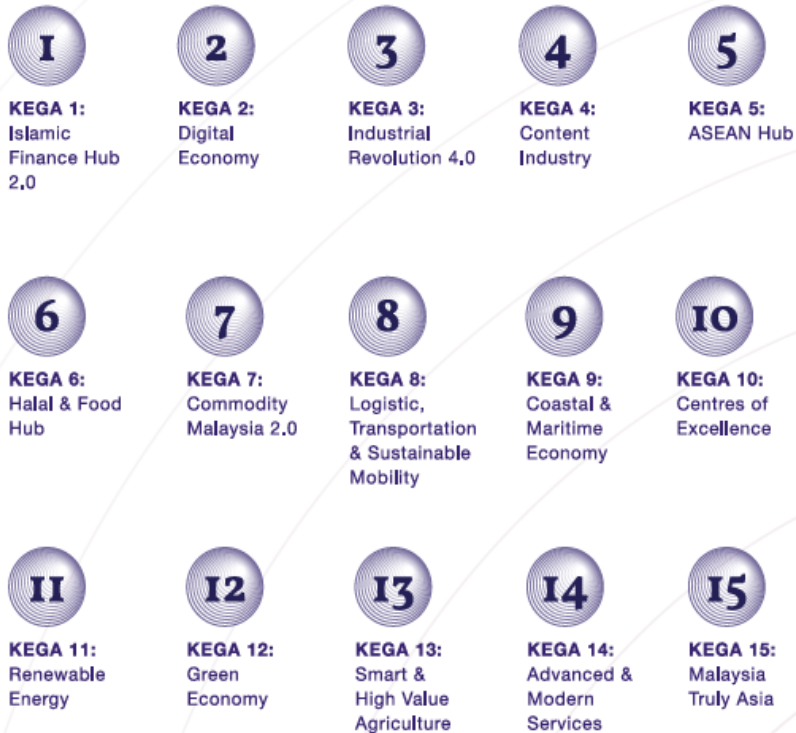 1
2
3
4
5
KEGA 1:
Islamic
Finance Hub
2.0
KEGA 2:
Digital
Economy
KEGA 3:
Industrial
Revolution 4.0
KEGA 4:
Content
Industry
KEGA 5:
ASEAN Hub
6
7
8
9
10
KEGA 6:
Halal & Food
Hub
KEGA 7:
Commodity
Malaysia 2.0
KEGA 8:
Logistic,
Transportation
& Sustainable
Mobility
KEGA 9:
Coastal &
Maritime
Economy
KEGA 10:
Centres of
Excellence
11
12
13
14
15
KEGA 11:
Renewable
Energy
KEGA 12:
Green
Economy
KEGA 13:
Smart &
High Value
Agriculture
KEGA 14:
Advanced &
Modern
Services
KEGA 15:
Malaysia
Truly Asia